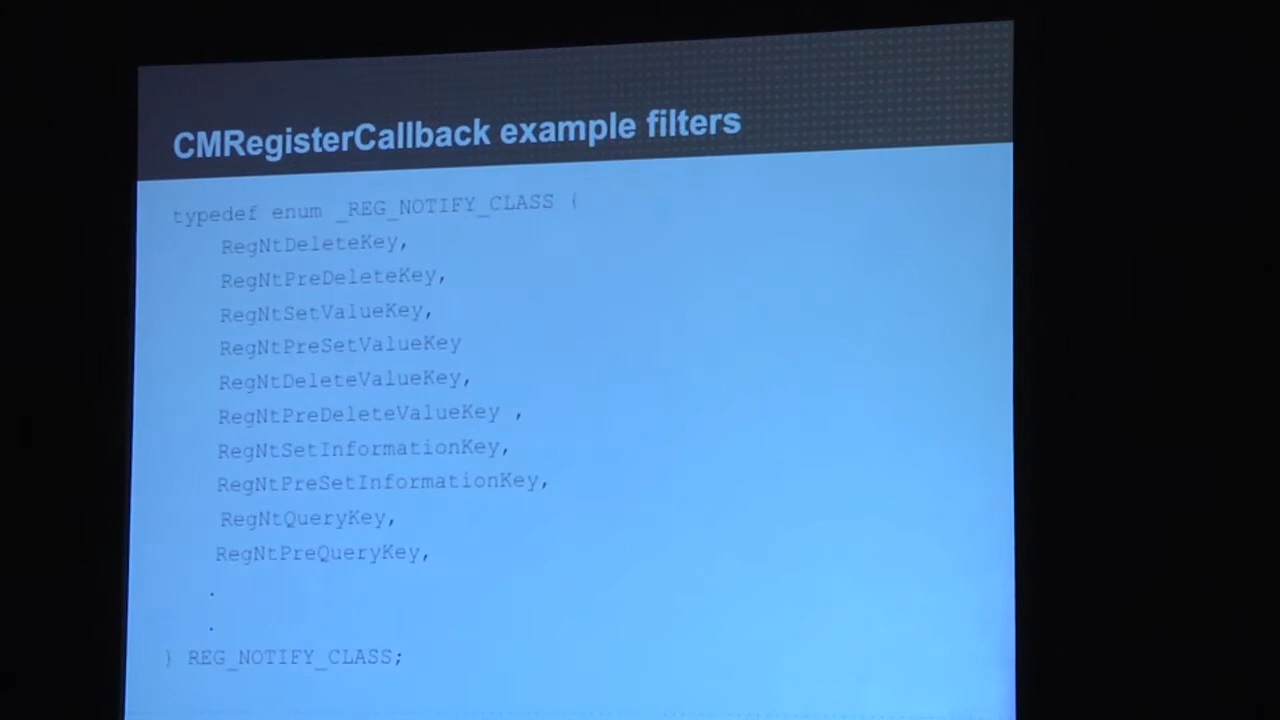 CMRegisterCallback example filters
typedef enum _REG_NOTIFY_CLASS {
RegNtDeleteKey,
RegNtPreDeleteKey,
RegNtSetValueKey,
RegNtPreSetValueKey
RegNtDeleteValueKey,
RegNtPreDeleteValueKey ,
RegNtSetInformationKey,
RegNtPreSetInformationKey,
RegNtQueryKey,
RegNtPreQueryKey,
.
.
} REG_NOTIFY_CLASS;